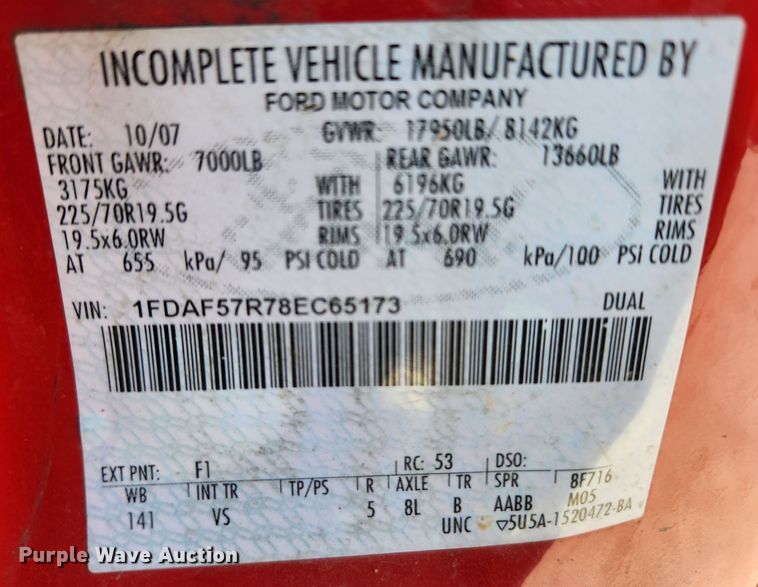 INCOMPLETE VEHICLE MANUFACTURED BY
FORD MOTOR COMPANY
DATE: 10/07 GVWR: 17950LB/ 8142KG
FRONT GAWR: 7000LB REAR GAWR: 13660LB
3175KG WITH 6196KG WITH
225/70R19.5G TIRES 225/70R19.5G TIRES
19.5x6.0RW RIMS 19.5x6.0RW RIMS
AT 655 kPa/ 95 PSI COLD AT 690 kPa/100 PSI COLD
VIN: 1FDAF57R78EC65173 DUAL
EXT PNT: F1 RC: 53 DSO:
WB INT TR TP/PS R AXLE TR SPR 8F716
141 VS 5 8L B AABB M05
UNC ▽5U5A-1520472-BA
Purple Wave Auction